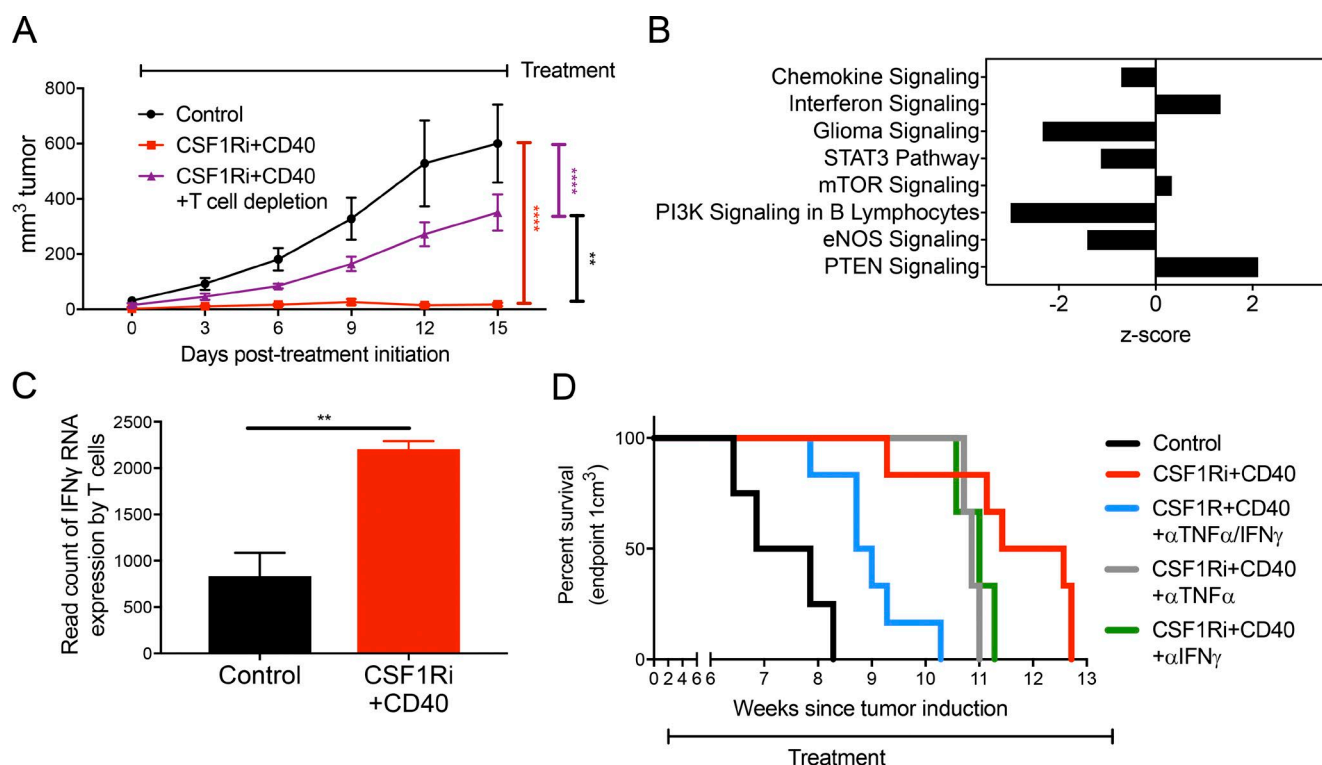 A
Treatment
mm³ tumor
800
600
400
200
0
Control
CSF1Ri+CD40
CSF1Ri+CD40
+T cell depletion
****
****
**
0 3 6 9 12 15
Days post-treatment initiation
B
Chemokine Signaling
Interferon Signaling
Glioma Signaling
STAT3 Pathway
mTOR Signaling
PI3K Signaling in B Lymphocytes
eNOS Signaling
PTEN Signaling
-2 0 2
z-score
C
Read count of IFNγ RNA
expression by T cells
2500
2000
1500
1000
500
0
**
Control
CSF1Ri
+CD40
D
Percent survival
(endpoint 1cm³)
100
50
0
0 2 4 6 6 7 8 9 10 11 12 13
Weeks since tumor induction
Treatment
Control
CSF1Ri+CD40
CSF1R+CD40
+αTNFα/IFNγ
CSF1Ri+CD40
+αTNFα
CSF1Ri+CD40
+αIFNγ